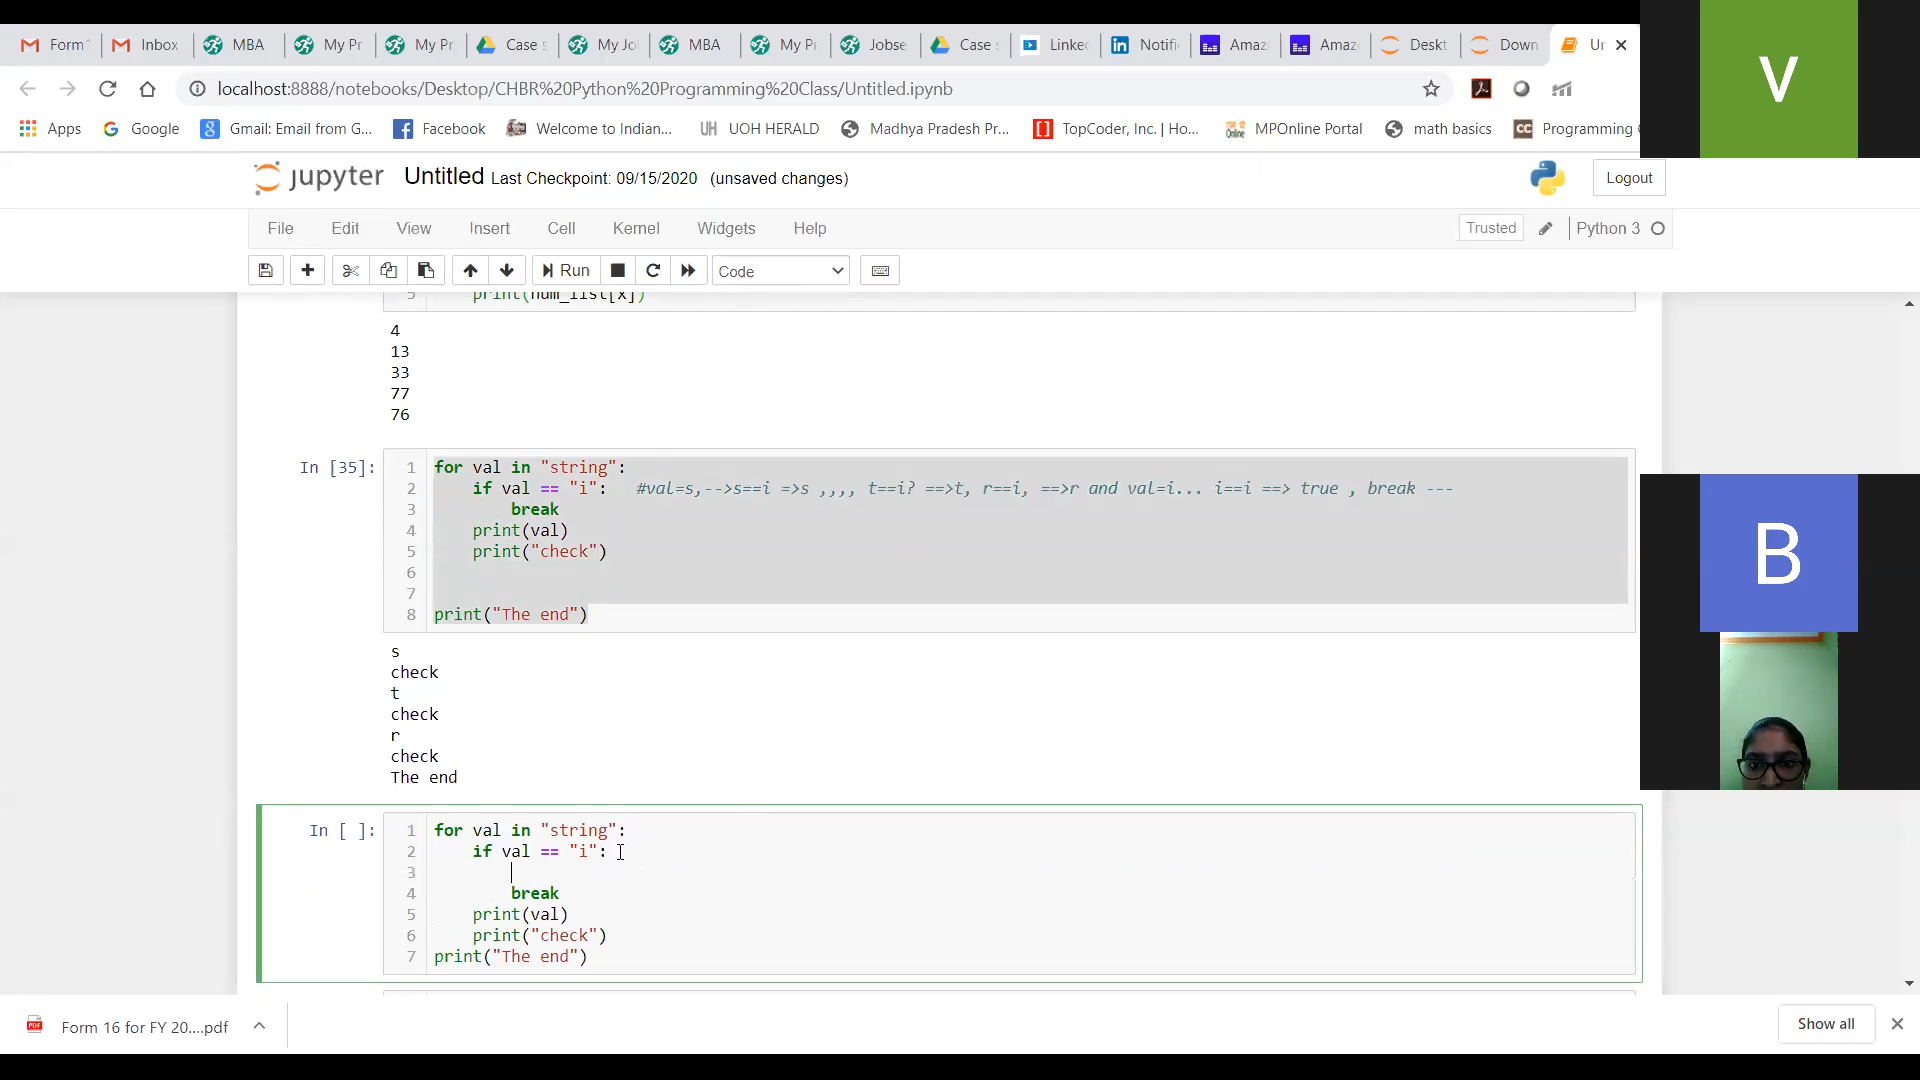 Form
Inbox
MBA
My Pr
My Pr
Case
My Jo
MBA
My P
Jobse
Case
Linke
Notifi
Amaz
Amaz
Deskt
Down
Ur
localhost:8888/notebooks/Desktop/CHBR%20Python%20Programming%20Class/Untitled.ipynb
Apps
Google
Gmail: Email from G...
Facebook
Welcome to Indian...
UH UOH HERALD
Madhya Pradesh Pr...
TopCoder, Inc. | Ho...
MPOnline Portal
math basics
CC Programming
V
jupyter Untitled Last Checkpoint: 09/15/2020 (unsaved changes)
Logout
File Edit View Insert Cell Kernel Widgets Help
Trusted
Python 3
Run
Code
5 print(num_list[x])
4
13
33
77
76
In [35]:
1 for val in "string":
2 if val == "i": #val=s,-->s==i =>s ,,,, t==i? ==>t, r==i, ==>r and val=i... i==i ==> true , break ---
3 break
4 print(val)
5 print("check")
6
7
8 print("The end")
B
s
check
t
check
r
check
The end
In [ ]:
1 for val in "string":
2 if val == "i":
3
4 break
5 print(val)
6 print("check")
7 print("The end")
PDF
Form 16 for FY 20....pdf
Show all